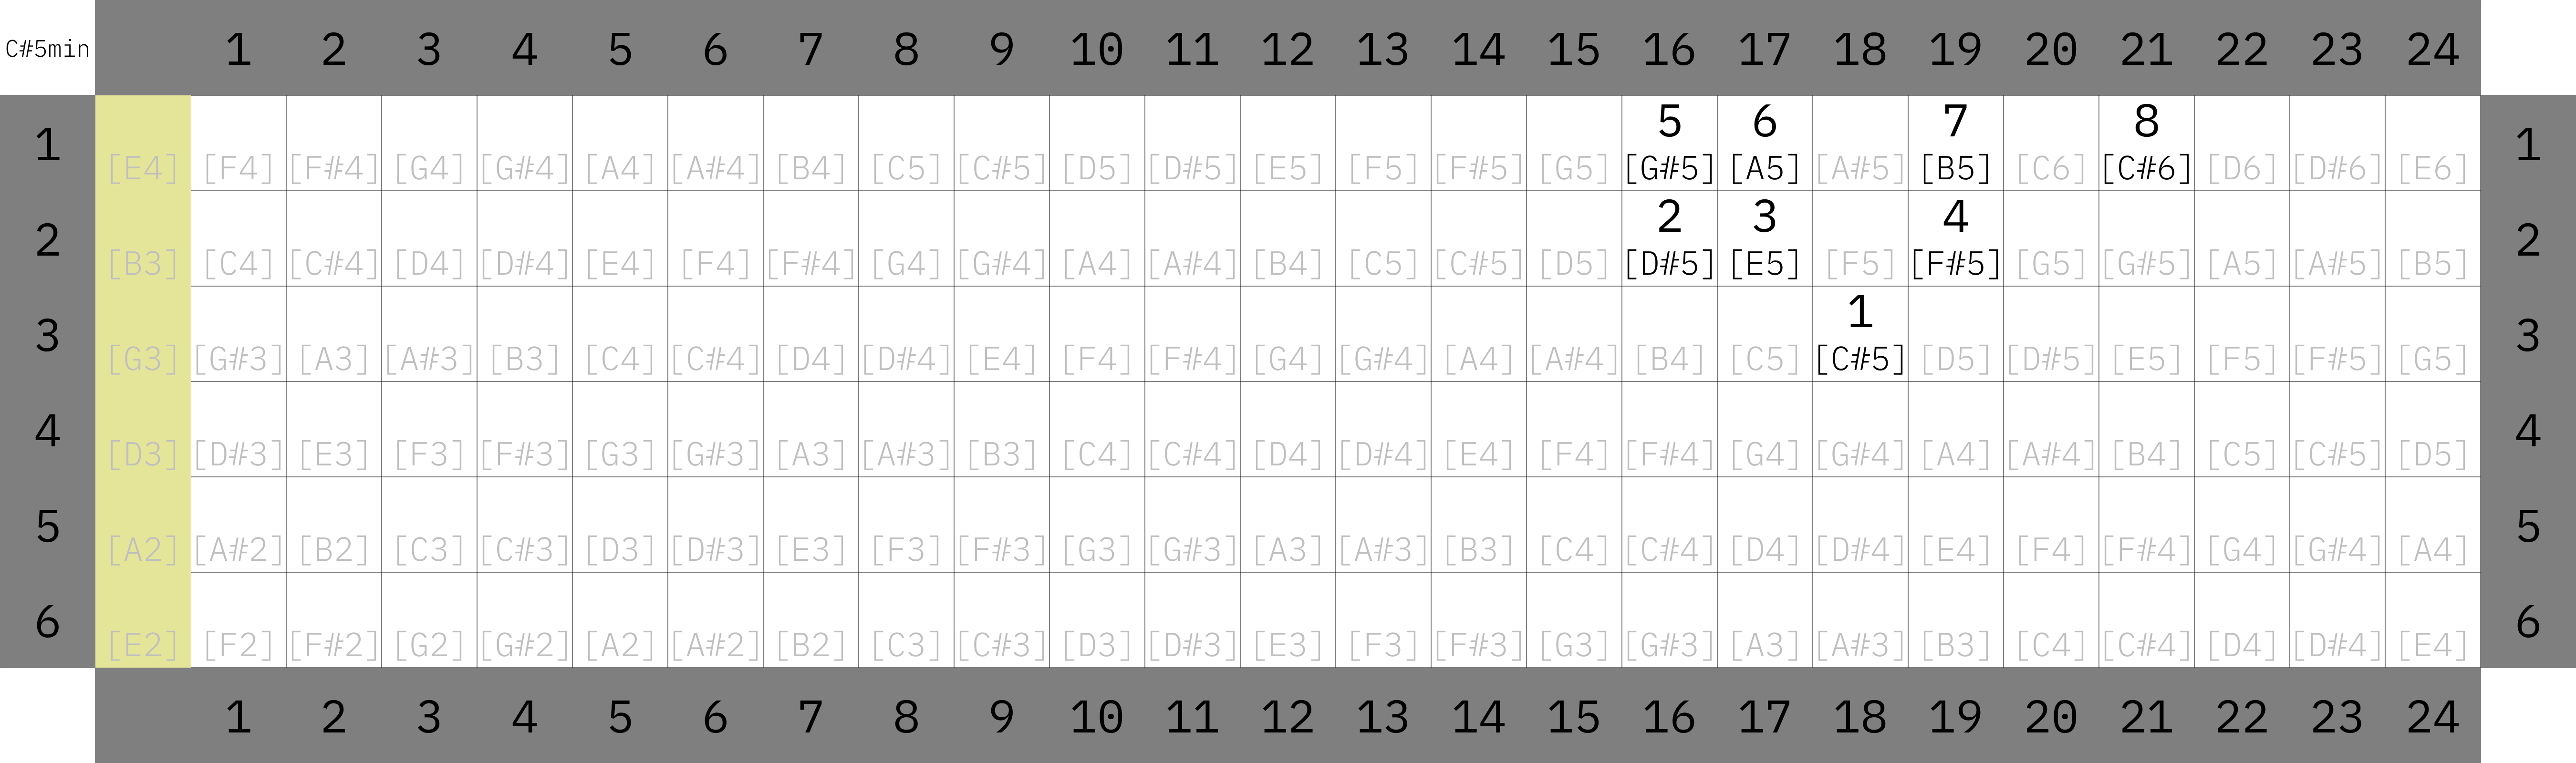 C#5min 1 2 3 4 5 6 7 8 9 10 11 12 13 14 15 16 17 18 19 20 21 22 23 24
5 6 7 8
1 [E4] [F4] [F#4] [G4] [G#4] [A4] [A#4] [B4] [C5] [C#5] [D5] [D#5] [E5] [F5] [F#5] [G5] [G#5] [A5] [A#5] [B5] [C6] [C#6] [D6] [D#6] [E6] 1
2 3 4
2 [B3] [C4] [C#4] [D4] [D#4] [E4] [F4] [F#4] [G4] [G#4] [A4] [A#4] [B4] [C5] [C#5] [D5] [D#5] [E5] [F5] [F#5] [G5] [G#5] [A5] [A#5] [B5] 2
1
3 [G3] [G#3] [A3] [A#3] [B3] [C4] [C#4] [D4] [D#4] [E4] [F4] [F#4] [G4] [G#4] [A4] [A#4] [B4] [C5] [C#5] [D5] [D#5] [E5] [F5] [F#5] [G5] 3
4 [D3] [D#3] [E3] [F3] [F#3] [G3] [G#3] [A3] [A#3] [B3] [C4] [C#4] [D4] [D#4] [E4] [F4] [F#4] [G4] [G#4] [A4] [A#4] [B4] [C5] [C#5] [D5] 4
5 [A2] [A#2] [B2] [C3] [C#3] [D3] [D#3] [E3] [F3] [F#3] [G3] [G#3] [A3] [A#3] [B3] [C4] [C#4] [D4] [D#4] [E4] [F4] [F#4] [G4] [G#4] [A4] 5
6 [E2] [F2] [F#2] [G2] [G#2] [A2] [A#2] [B2] [C3] [C#3] [D3] [D#3] [E3] [F3] [F#3] [G3] [G#3] [A3] [A#3] [B3] [C4] [C#4] [D4] [D#4] [E4] 6
1 2 3 4 5 6 7 8 9 10 11 12 13 14 15 16 17 18 19 20 21 22 23 24